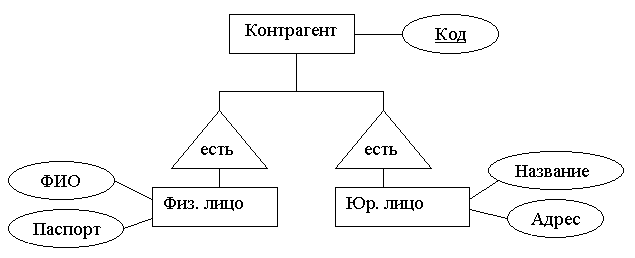 Контрагент
Код
есть
есть
ФИО
Паспорт
Физ. лицо
Юр. лицо
Название
Адрес